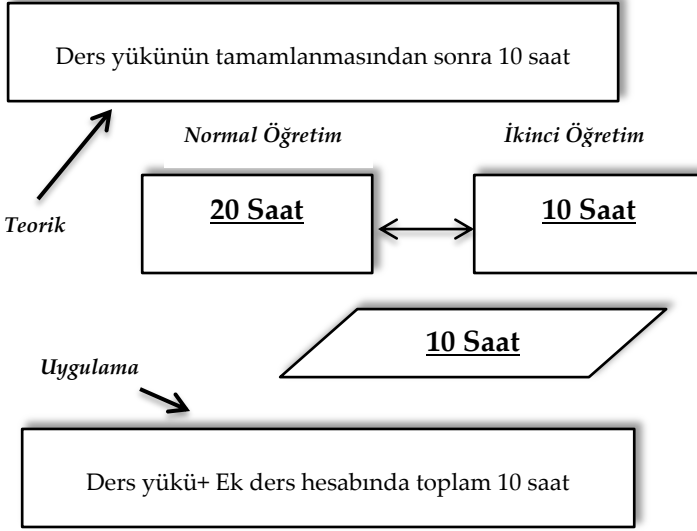 Ders yükünün tamamlanmasından sonra 10 saat
Normal Öğretim
İkinci Öğretim
Teorik
20 Saat
10 Saat
10 Saat
Uygulama
Ders yükü+ Ek ders hesabında toplam 10 saat